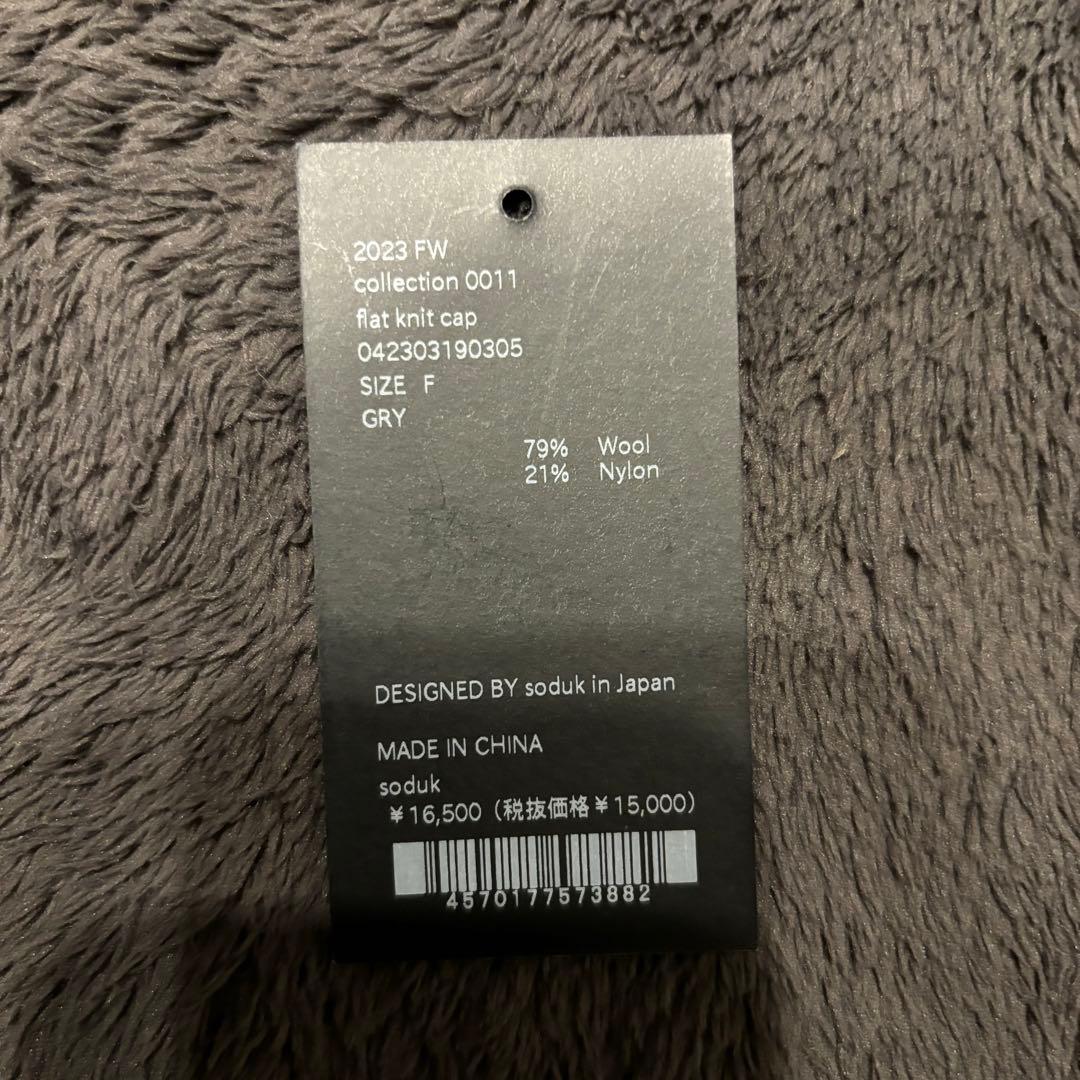 2023 FW
collection 0011
flat knit cap
042303190305
SIZE F
GRY
79% Wool
21% Nylon
DESIGNED BY soduk in Japan
MADE IN CHINA
soduk
¥16,500（税抜価格¥15,000）
4570177573882